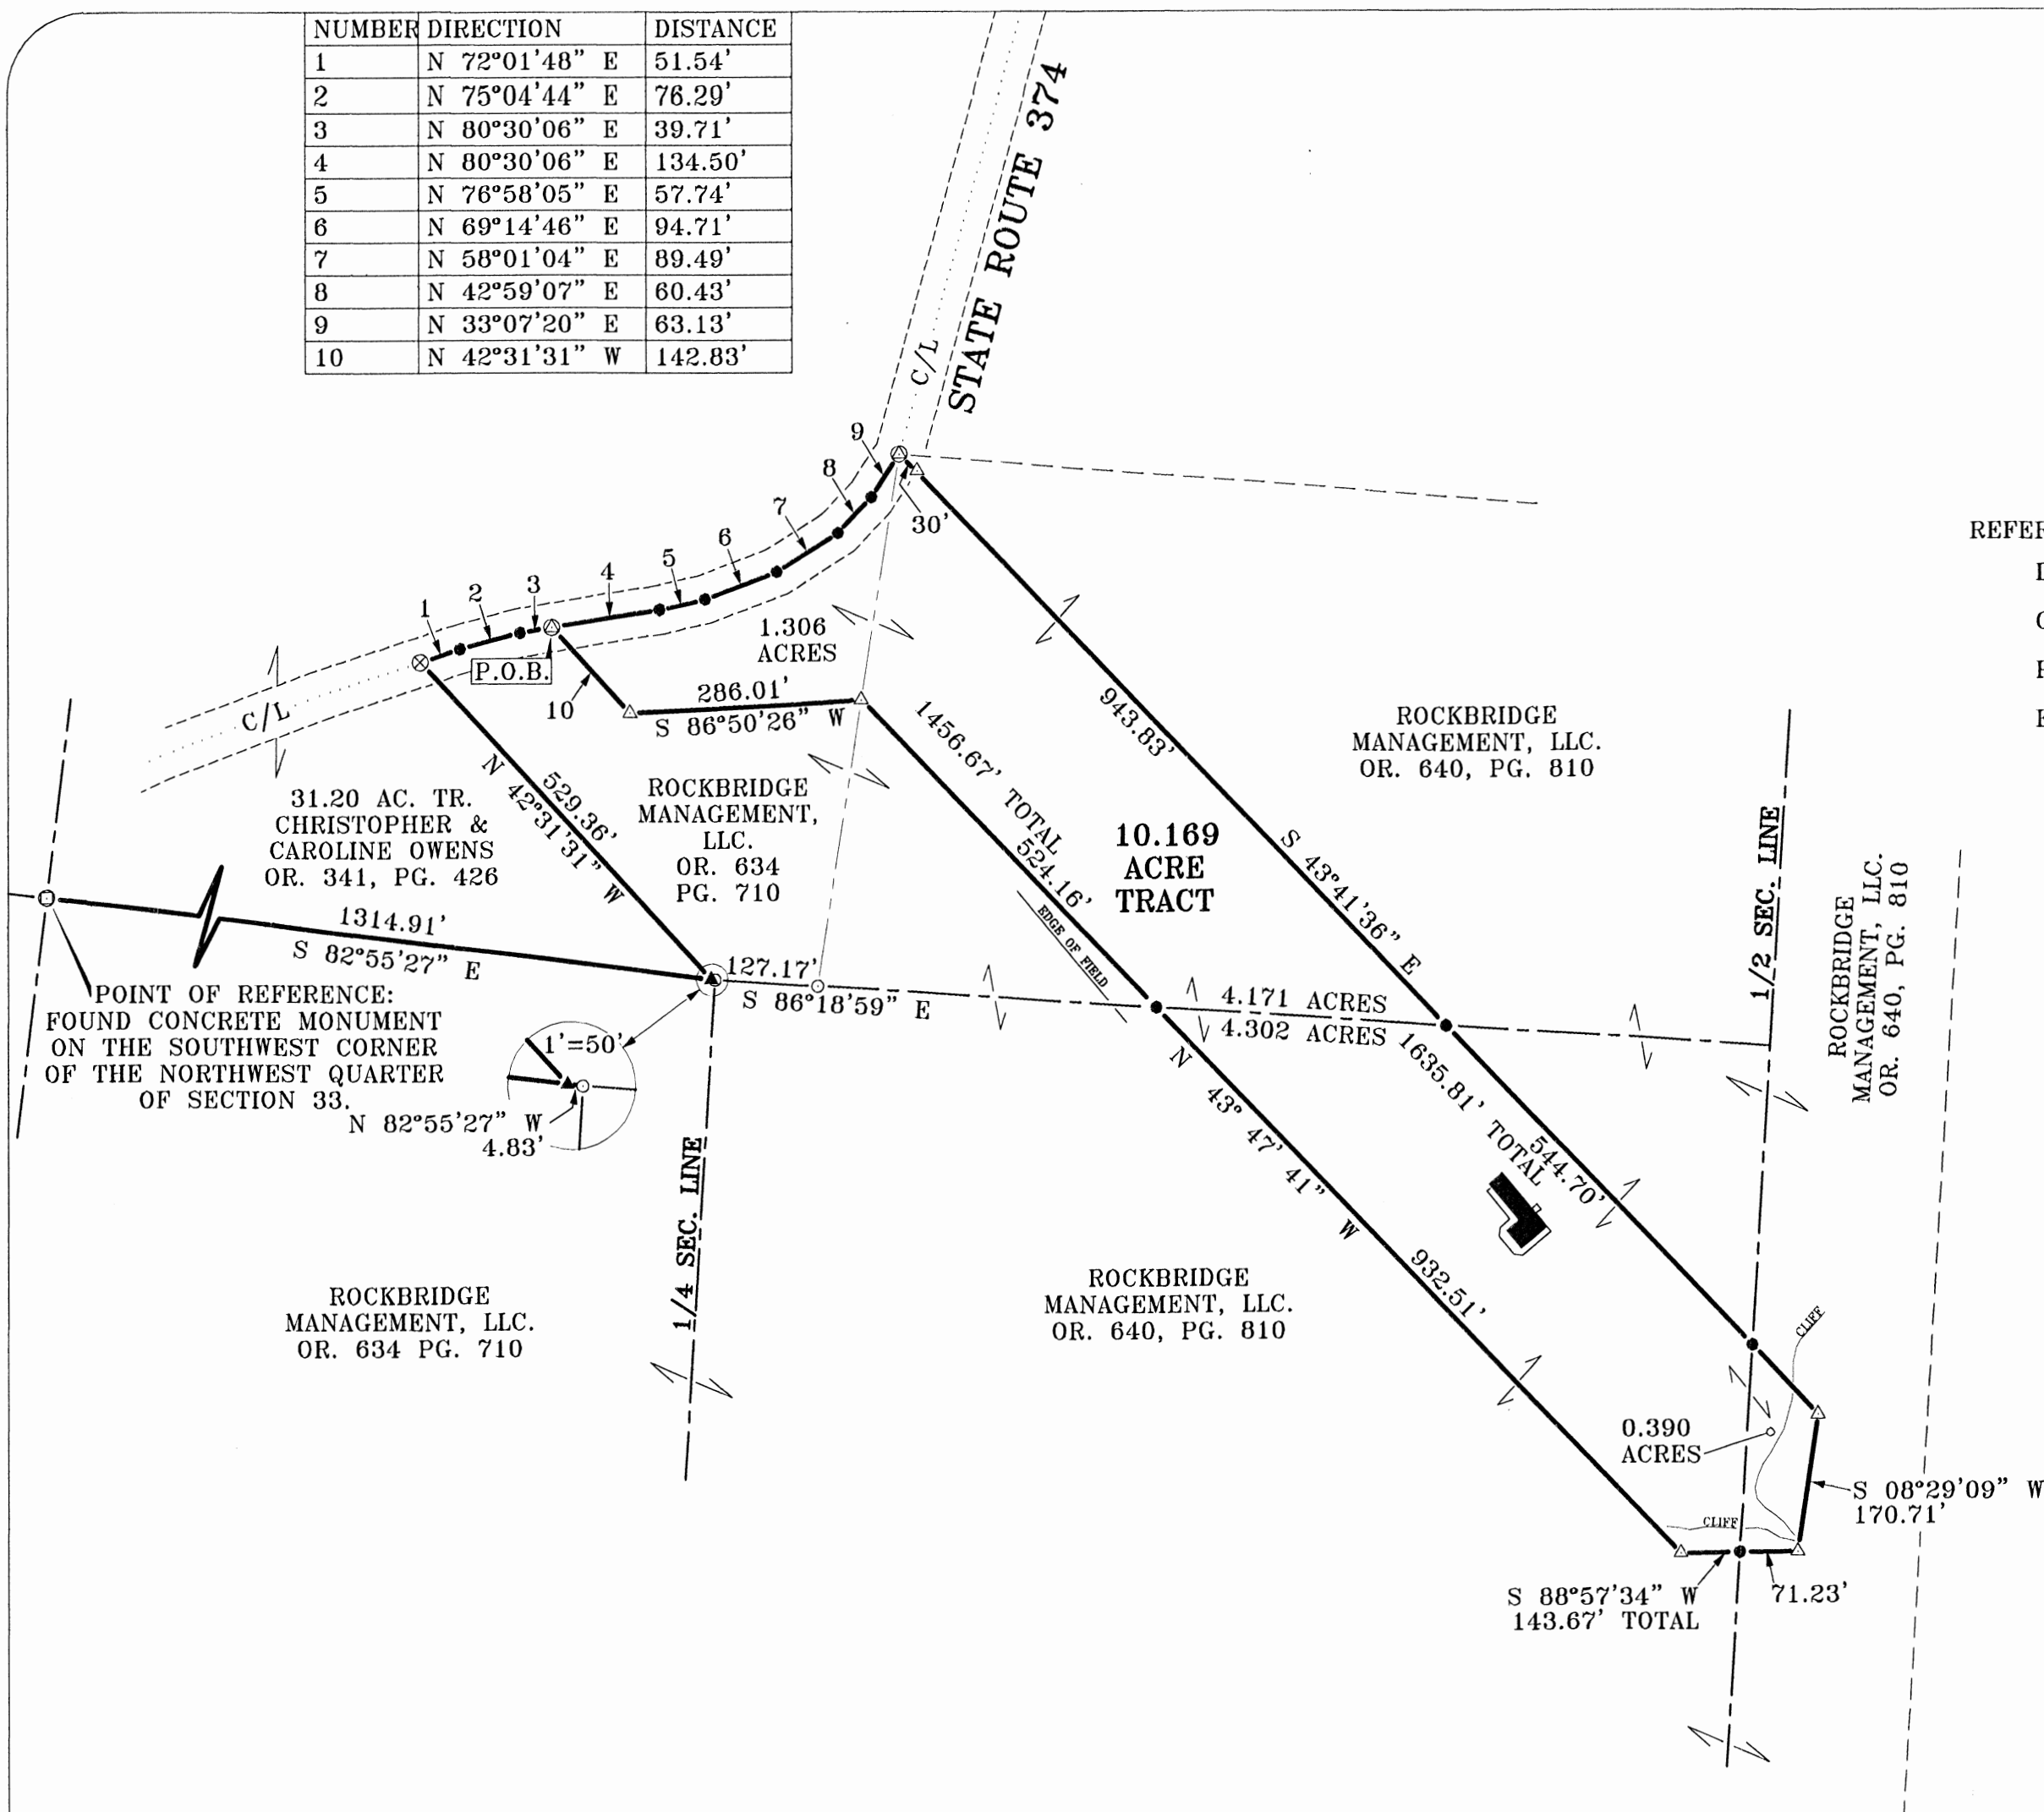 NUMBER DIRECTION DISTANCE
1 N 72°01'48" E 51.54'
2 N 75°04'44" E 76.29'
3 N 80°30'06" E 39.71'
4 N 80°30'06" E 134.50'
5 N 76°58'05" E 57.74'
6 N 69°14'46" E 94.71'
7 N 58°01'04" E 89.49'
8 N 42°59'07" E 60.43'
9 N 33°07'20" E 63.13'
10 N 42°31'31" W 142.83'
STATE ROUTE 374
C/L
9
8
7
6
5
4
3
2
1
30'
REFER
1.306
ACRES
P.O.B.
10
286.01'
S 86°50'26" W
C/L
943.83'
S 43°41'36" E
1635.81' TOTAL
544.70'
1456.67' TOTAL
524.16'
ROCKBRIDGE
MANAGEMENT, LLC.
OR. 640, PG. 810
1/2 SEC. LINE
ROCKBRIDGE
MANAGEMENT, LLC.
OR. 640, PG. 810
529.36'
N 42°31'31" W
31.20 AC. TR.
CHRISTOPHER &
CAROLINE OWENS
OR. 341, PG. 426
ROCKBRIDGE
MANAGEMENT,
LLC.
OR. 634
PG. 710
10.169
ACRE
TRACT
EDGE OF FIELD
1314.91'
S 82°55'27" E
127.17'
S 86°18'59" E
4.171 ACRES
4.302 ACRES
POINT OF REFERENCE:
FOUND CONCRETE MONUMENT
ON THE SOUTHWEST CORNER
OF THE NORTHWEST QUARTER
OF SECTION 33.
1'=50'
N 82°55'27" W
4.83'
1/4 SEC. LINE
N 43° 47' 41" W
932.51'
ROCKBRIDGE
MANAGEMENT, LLC.
OR. 634 PG. 710
ROCKBRIDGE
MANAGEMENT, LLC.
OR. 640, PG. 810
CLIFF
0.390
ACRES
S 08°29'09" W
170.71'
CLIFF
S 88°57'34" W
143.67' TOTAL
71.23'